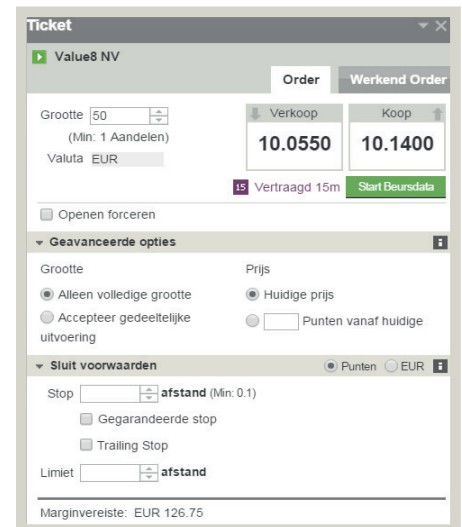 Ticket
Value8 NV
Order Werkend Order
Grootte 50
(Min: 1 Aandelen)
Valuta EUR
Verkoop Koop
10.0550 10.1400
15 Vertraagd 15m Start Beursdata
Openen forceren
Geavanceerde opties
Grootte Prijs
Alleen volledige grootte Huidige prijs
Accepteer gedeeltelijke uitvoering Punten vanaf huidige
Sluit voorwaarden Punten EUR
Stop afstand (Min: 0.1)
Gegarandeerde stop
Trailing Stop
Limiet afstand
Marginvereiste: EUR 126.75